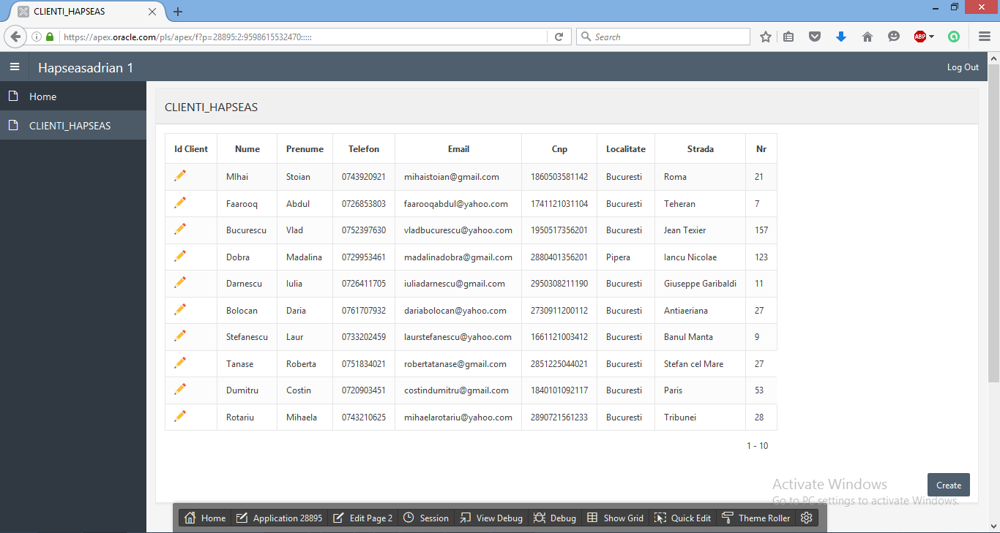 CLIENTI_HAPSEAS
https://apex.oracle.com/pls/apex/f?p=28895:2:9598615532470:::::
Search
ABP
Hapseasadrian 1
Log Out
Home
CLIENTI_HAPSEAS
CLIENTI_HAPSEAS
Id Client Nume Prenume Telefon Email Cnp Localitate Strada Nr
MIhai Stoian 0743920921 mihaistoian@gmail.com 1860503581142 Bucuresti Roma 21
Faarooq Abdul 0726853803 faarooqabdul@yahoo.com 1741121031104 Bucuresti Teheran 7
Bucurescu Vlad 0752397630 vladbucurescu@yahoo.com 1950517356201 Bucuresti Jean Texier 157
Dobra Madalina 0729953461 madalinadobra@gmail.com 2880401356201 Pipera Iancu Nicolae 123
Darnescu Iulia 0726411705 iuliadarnescu@gmail.com 2950308211190 Bucuresti Giuseppe Garibaldi 11
Bolocan Daria 0761707932 dariabolocan@yahoo.com 2730911200112 Bucuresti Antiaeriana 27
Stefanescu Laur 0733202459 laurstefanescu@yahoo.com 1661121003412 Bucuresti Banul Manta 9
Tanase Roberta 0751834021 robertatanase@gmail.com 2851225044021 Bucuresti Stefan cel Mare 27
Dumitru Costin 0720903451 costindumitru@gmail.com 1840101092117 Bucuresti Paris 53
Rotariu Mihaela 0743210625 mihaelarotariu@yahoo.com 2890721561233 Bucuresti Tribunei 28
1 - 10
Create
Activate Windows
Go to PC settings to activate Windows.
Home Application 28895 Edit Page 2 Session View Debug Debug Show Grid Quick Edit Theme Roller